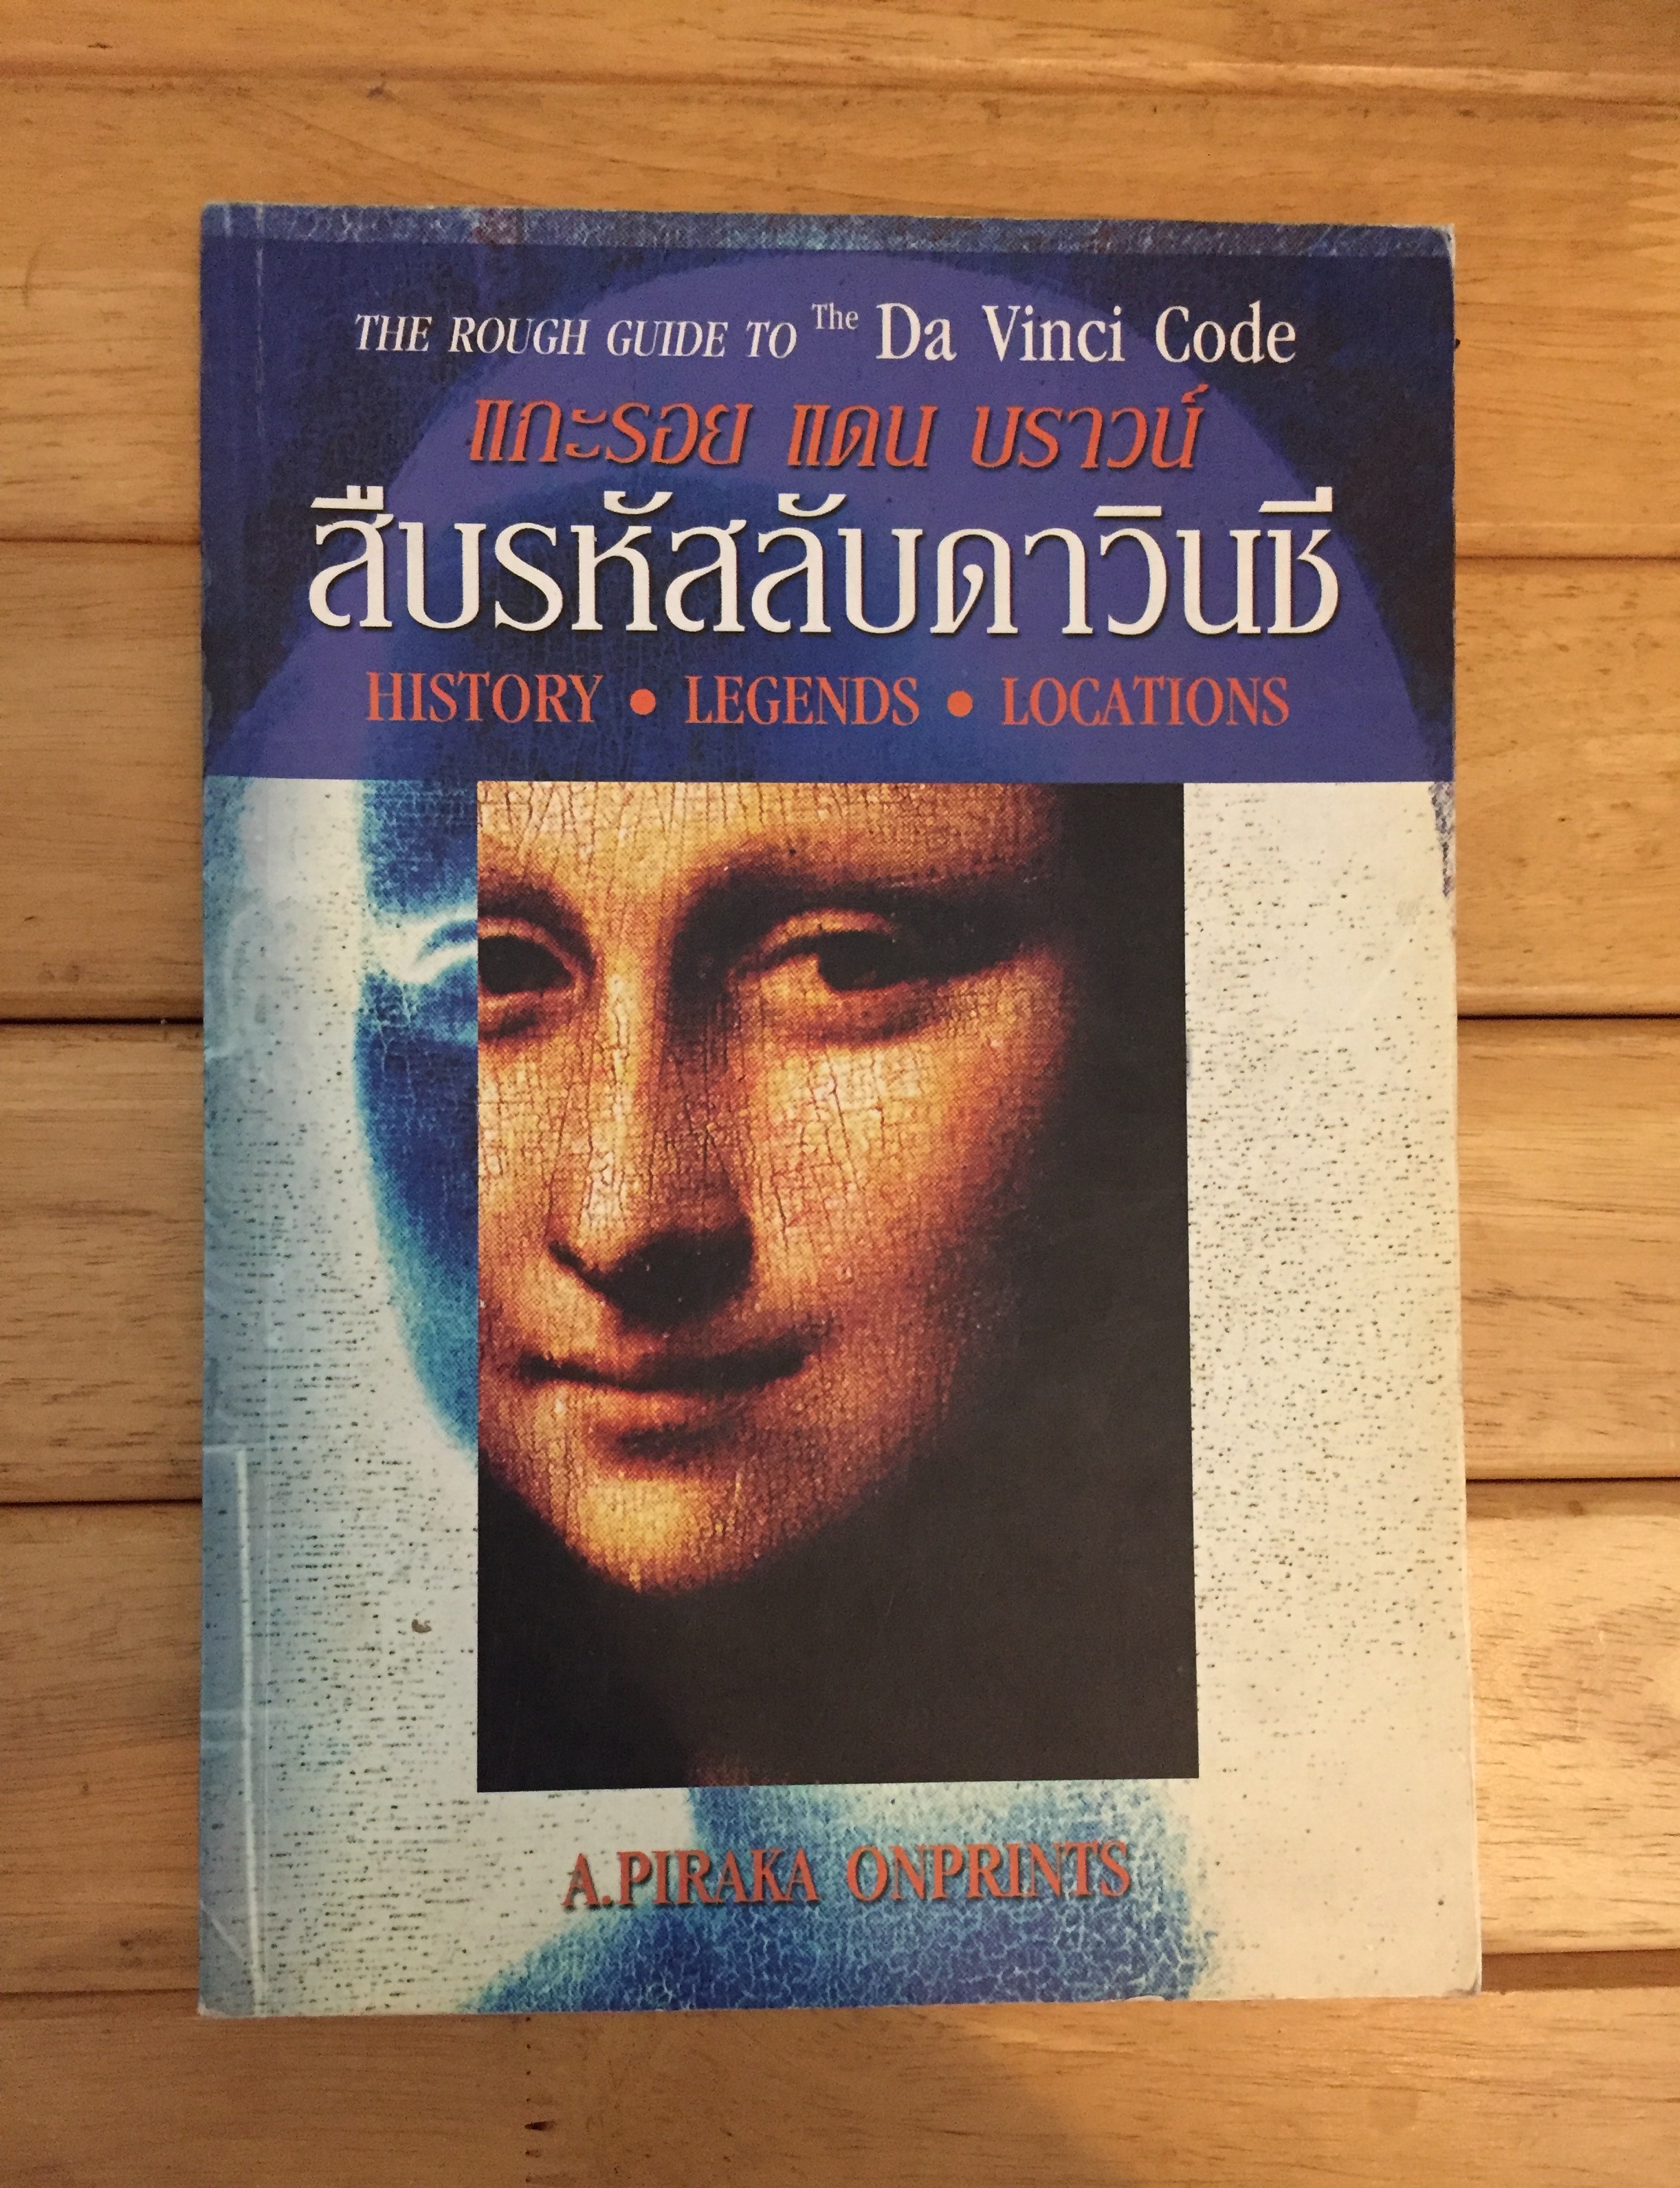 THE ROUGH GUIDE TO The Da Vinci Code
แกะรอย แดน บราวน์
สืบรหัสลับดาวินชี
HISTORY • LEGENDS • LOCATIONS
A.PIRAKA ONPRINTS